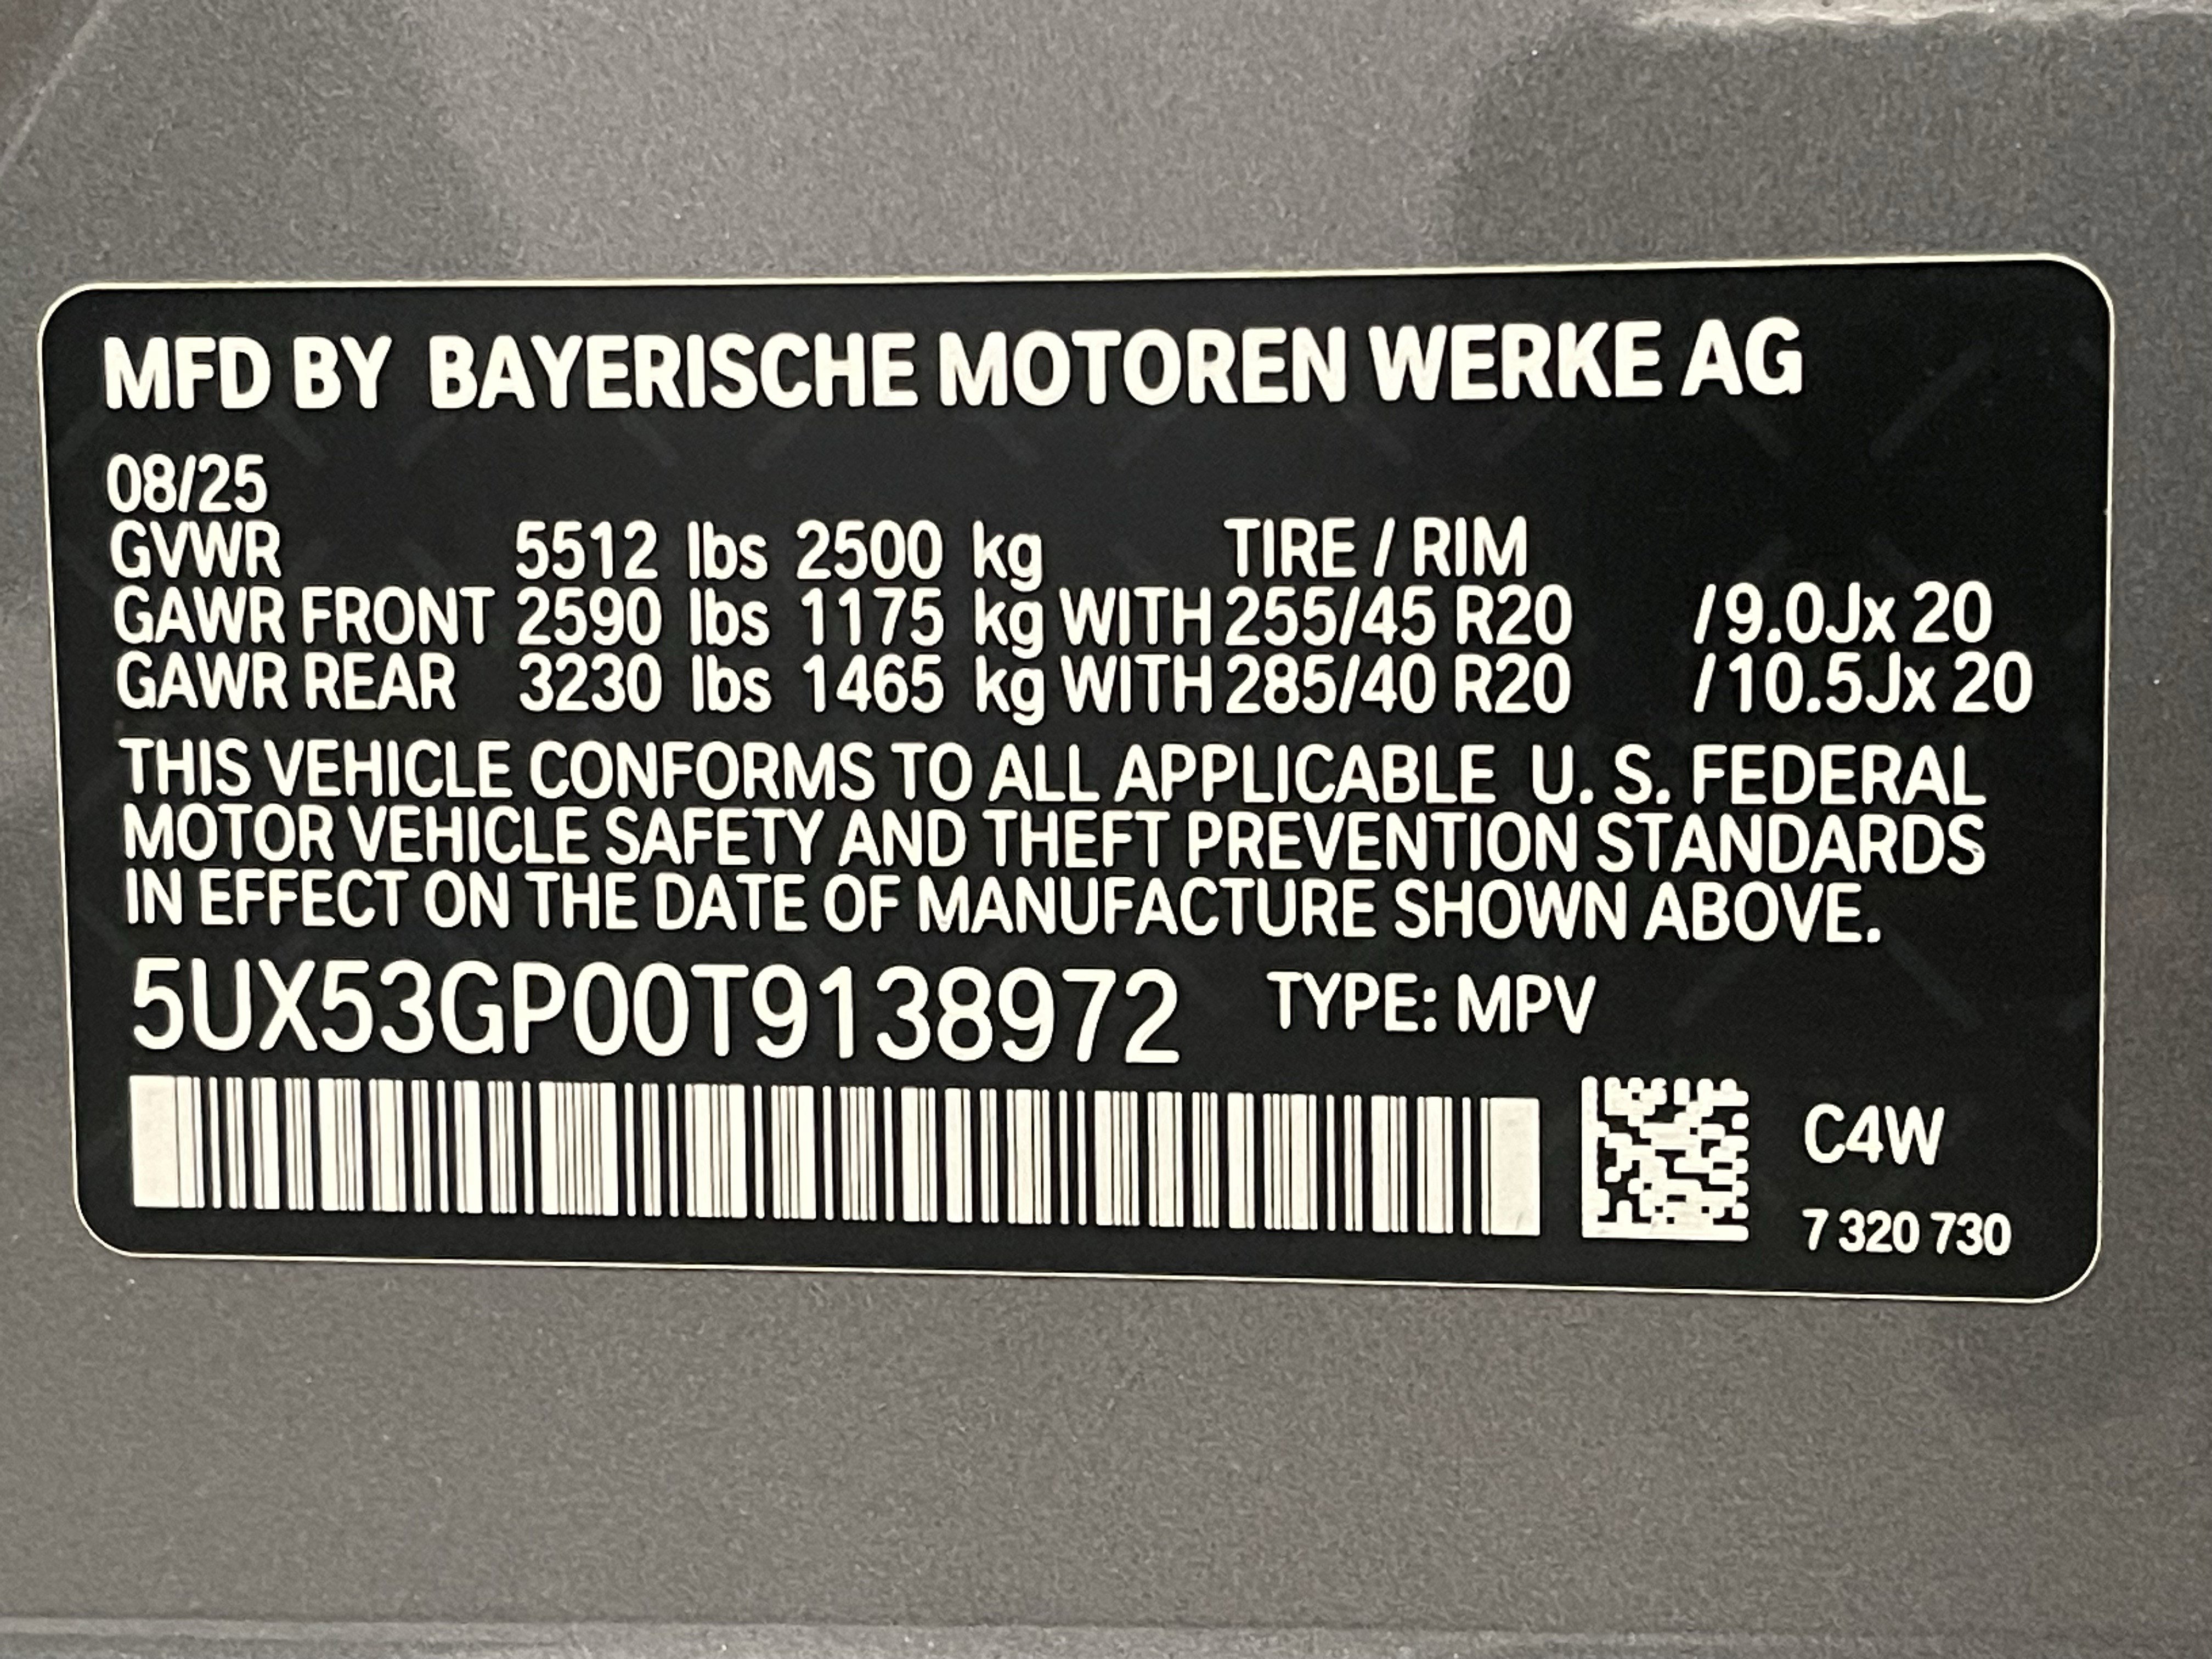 MFD BY BAYERISCHE MOTOREN WERKE AG
08/25
GVWR 5512 lbs 2500 kg TIRE / RIM
GAWR FRONT 2590 lbs 1175 kg WITH 255/45 R20 / 9.0Jx 20
GAWR REAR 3230 lbs 1465 kg WITH 285/40 R20 / 10.5Jx 20
THIS VEHICLE CONFORMS TO ALL APPLICABLE U. S. FEDERAL
MOTOR VEHICLE SAFETY AND THEFT PREVENTION STANDARDS
IN EFFECT ON THE DATE OF MANUFACTURE SHOWN ABOVE.
5UX53GP00T9138972 TYPE: MPV
C4W
7 320 730